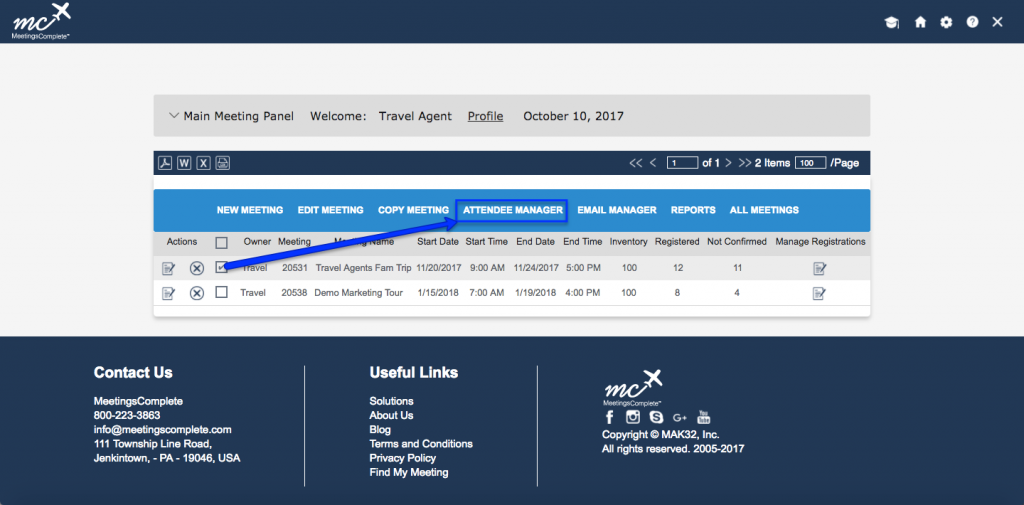 mc
MeetingsComplete™
Main Meeting Panel Welcome: Travel Agent Profile October 10, 2017
<< < 1 of 1 > >> 2 Items 100 /Page
NEW MEETING EDIT MEETING COPY MEETING ATTENDEE MANAGER EMAIL MANAGER REPORTS ALL MEETINGS
Actions Owner Meeting Name Start Date Start Time End Date End Time Inventory Registered Not Confirmed Manage Registrations
Travel 20531 Travel Agents Fam Trip 11/20/2017 9:00 AM 11/24/2017 5:00 PM 100 12 11
Travel 20538 Demo Marketing Tour 1/15/2018 7:00 AM 1/19/2018 4:00 PM 100 8 4
Contact Us
MeetingsComplete
800-223-3863
info@meetingscomplete.com
111 Township Line Road,
Jenkintown, - PA - 19046, USA
Useful Links
Solutions
About Us
Blog
Terms and Conditions
Privacy Policy
Find My Meeting
mc
MeetingsComplete™
Copyright © MAK32, Inc.
All rights reserved. 2005-2017